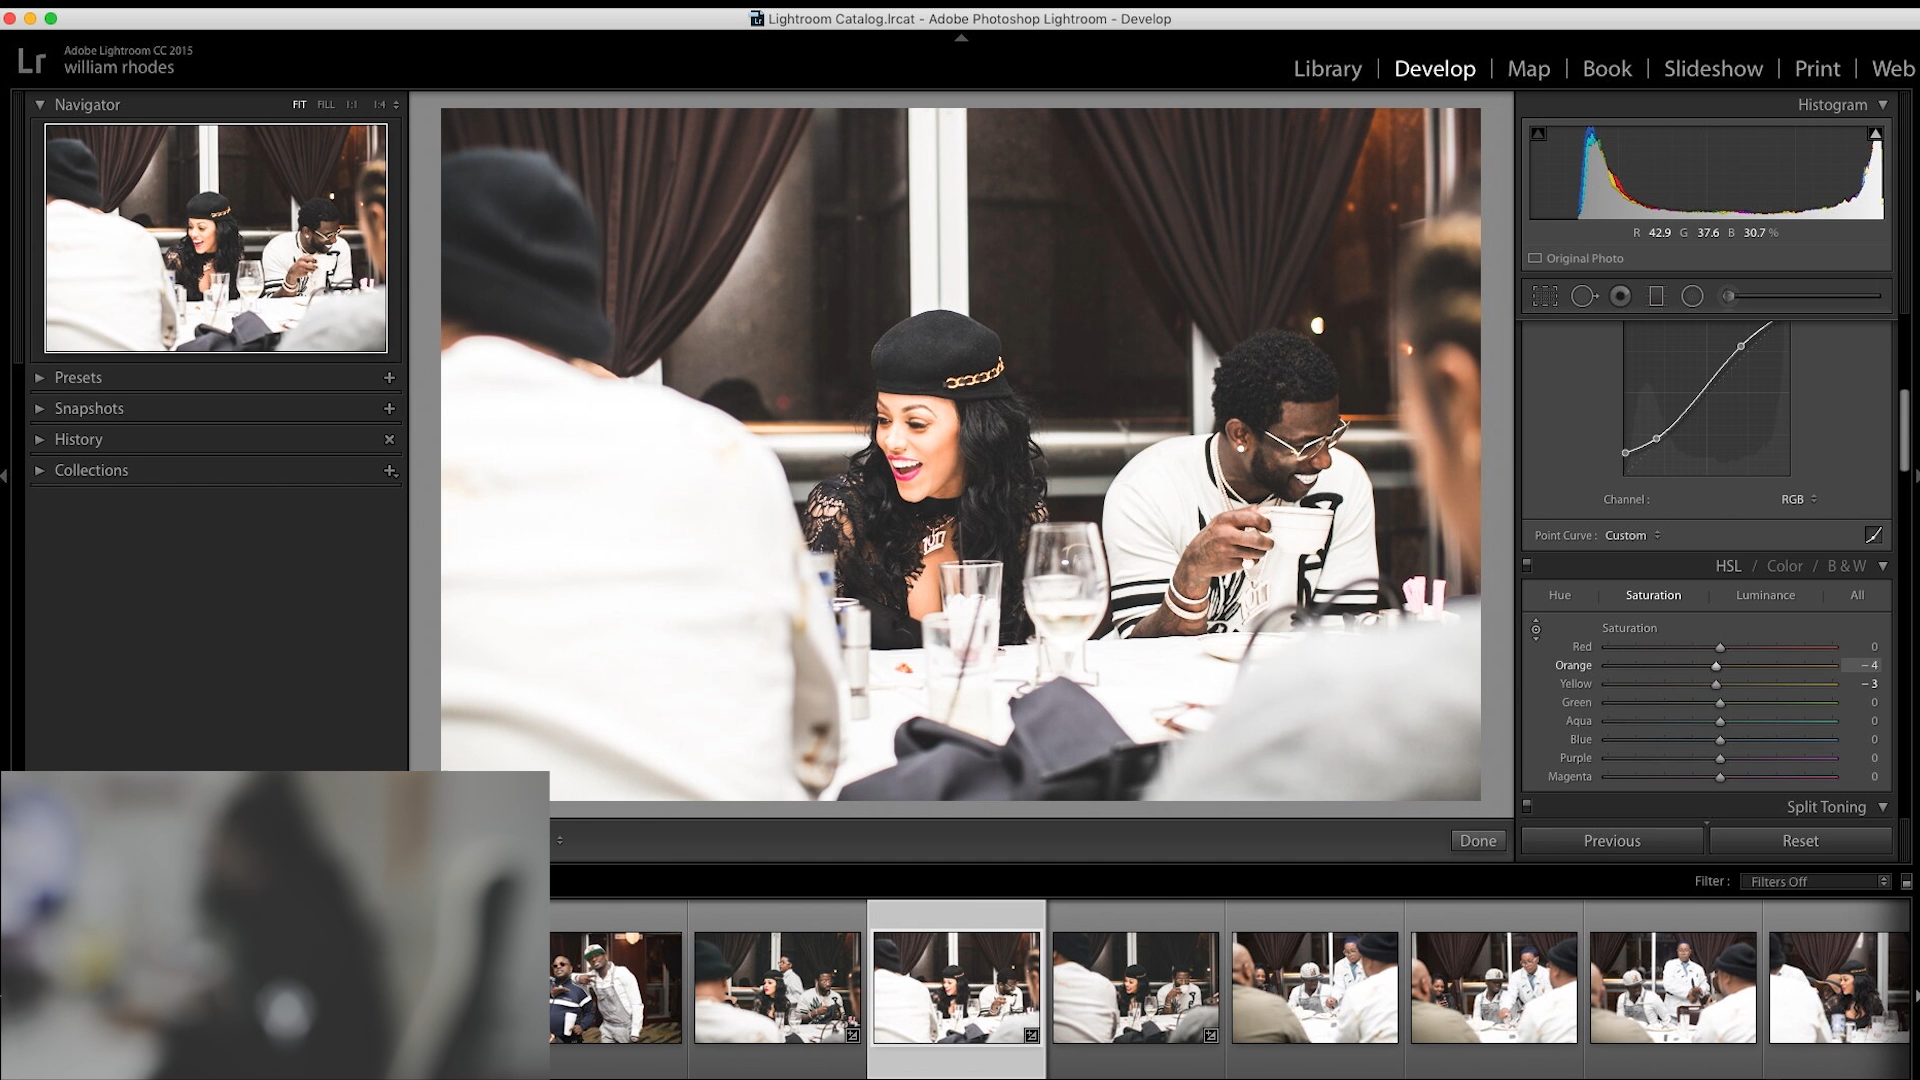 Lightroom Catalog.lrcat - Adobe Photoshop Lightroom - Develop
Lr
Adobe Lightroom CC 2015
william rhodes
Library | Develop | Map | Book | Slideshow | Print | Web
Navigator FIT FILL 1:1 1:4
Histogram
R 42.9 G 37.6 B 30.7 %
Original Photo
Presets
Snapshots
History
Collections
Channel : RGB
Point Curve : Custom
HSL / Color / B & W
Hue Saturation Luminance All
Saturation
Red 0
Orange – 4
Yellow – 3
Green 0
Aqua 0
Blue 0
Purple 0
Magenta 0
Split Toning
Done
Previous Reset
Filter : Filters Off